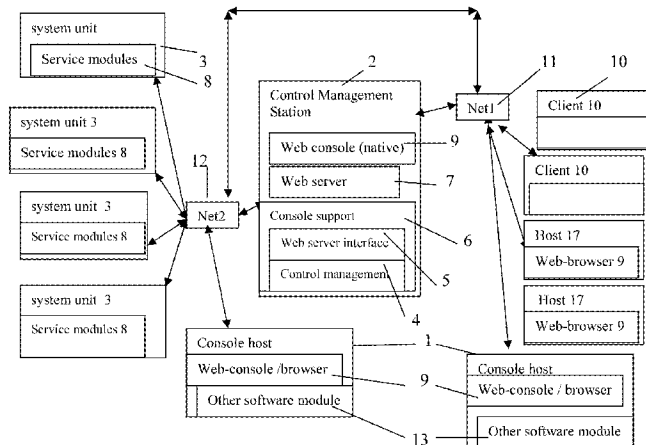 system unit
3
Service modules
8
system unit 3
Service modules 8
system unit 3
Service modules 8
system unit 3
Service modules 8
12
Net2
2
Control Management
Station
Web console (native)
9
Web server
7
Console support
6
Web server interface
5
Control management
4
11
Net1
10
Client 10
Client 10
Host 17
Web-browser 9
Host 17
Web-browser 9
Console host
1
Web-console /browser
9
Other software module
13
Console host
Web-console / browser
Other software module